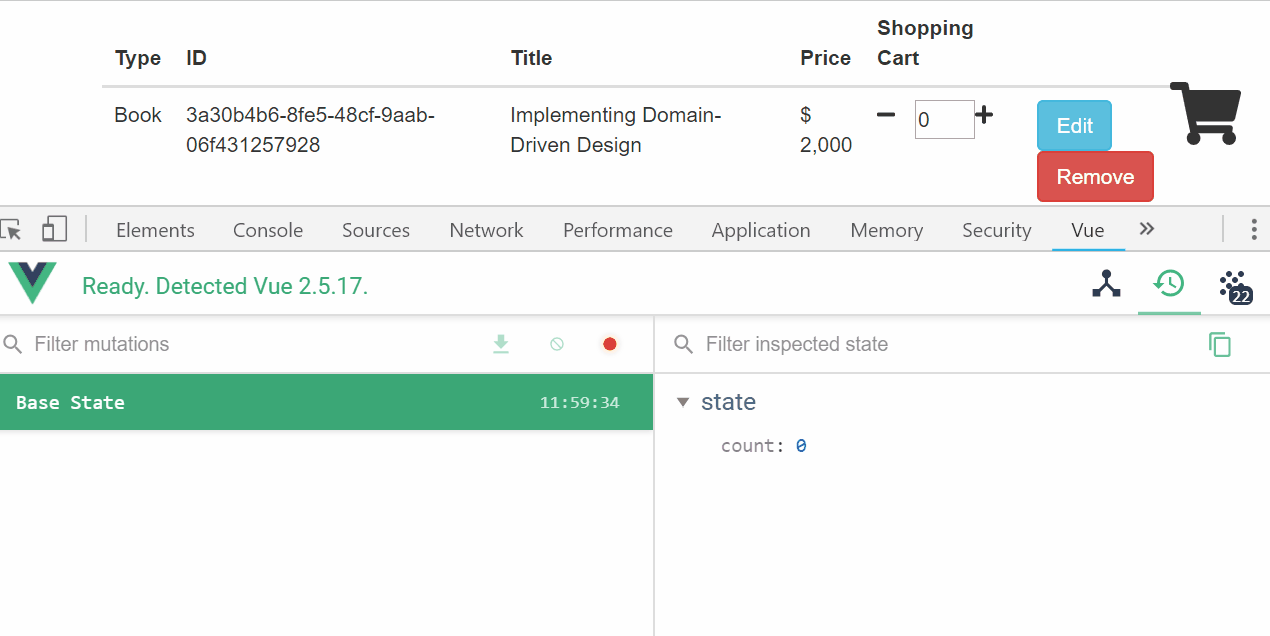 Type ID Title Price Shopping Cart
Book 3a30b4b6-8fe5-48cf-9aab-06f431257928 Implementing Domain-Driven Design $ 2,000 0 Edit
Remove
Elements Console Sources Network Performance Application Memory Security Vue
Ready. Detected Vue 2.5.17.
22
Filter mutations
Filter inspected state
Base State 11:59:34
state
count: 0